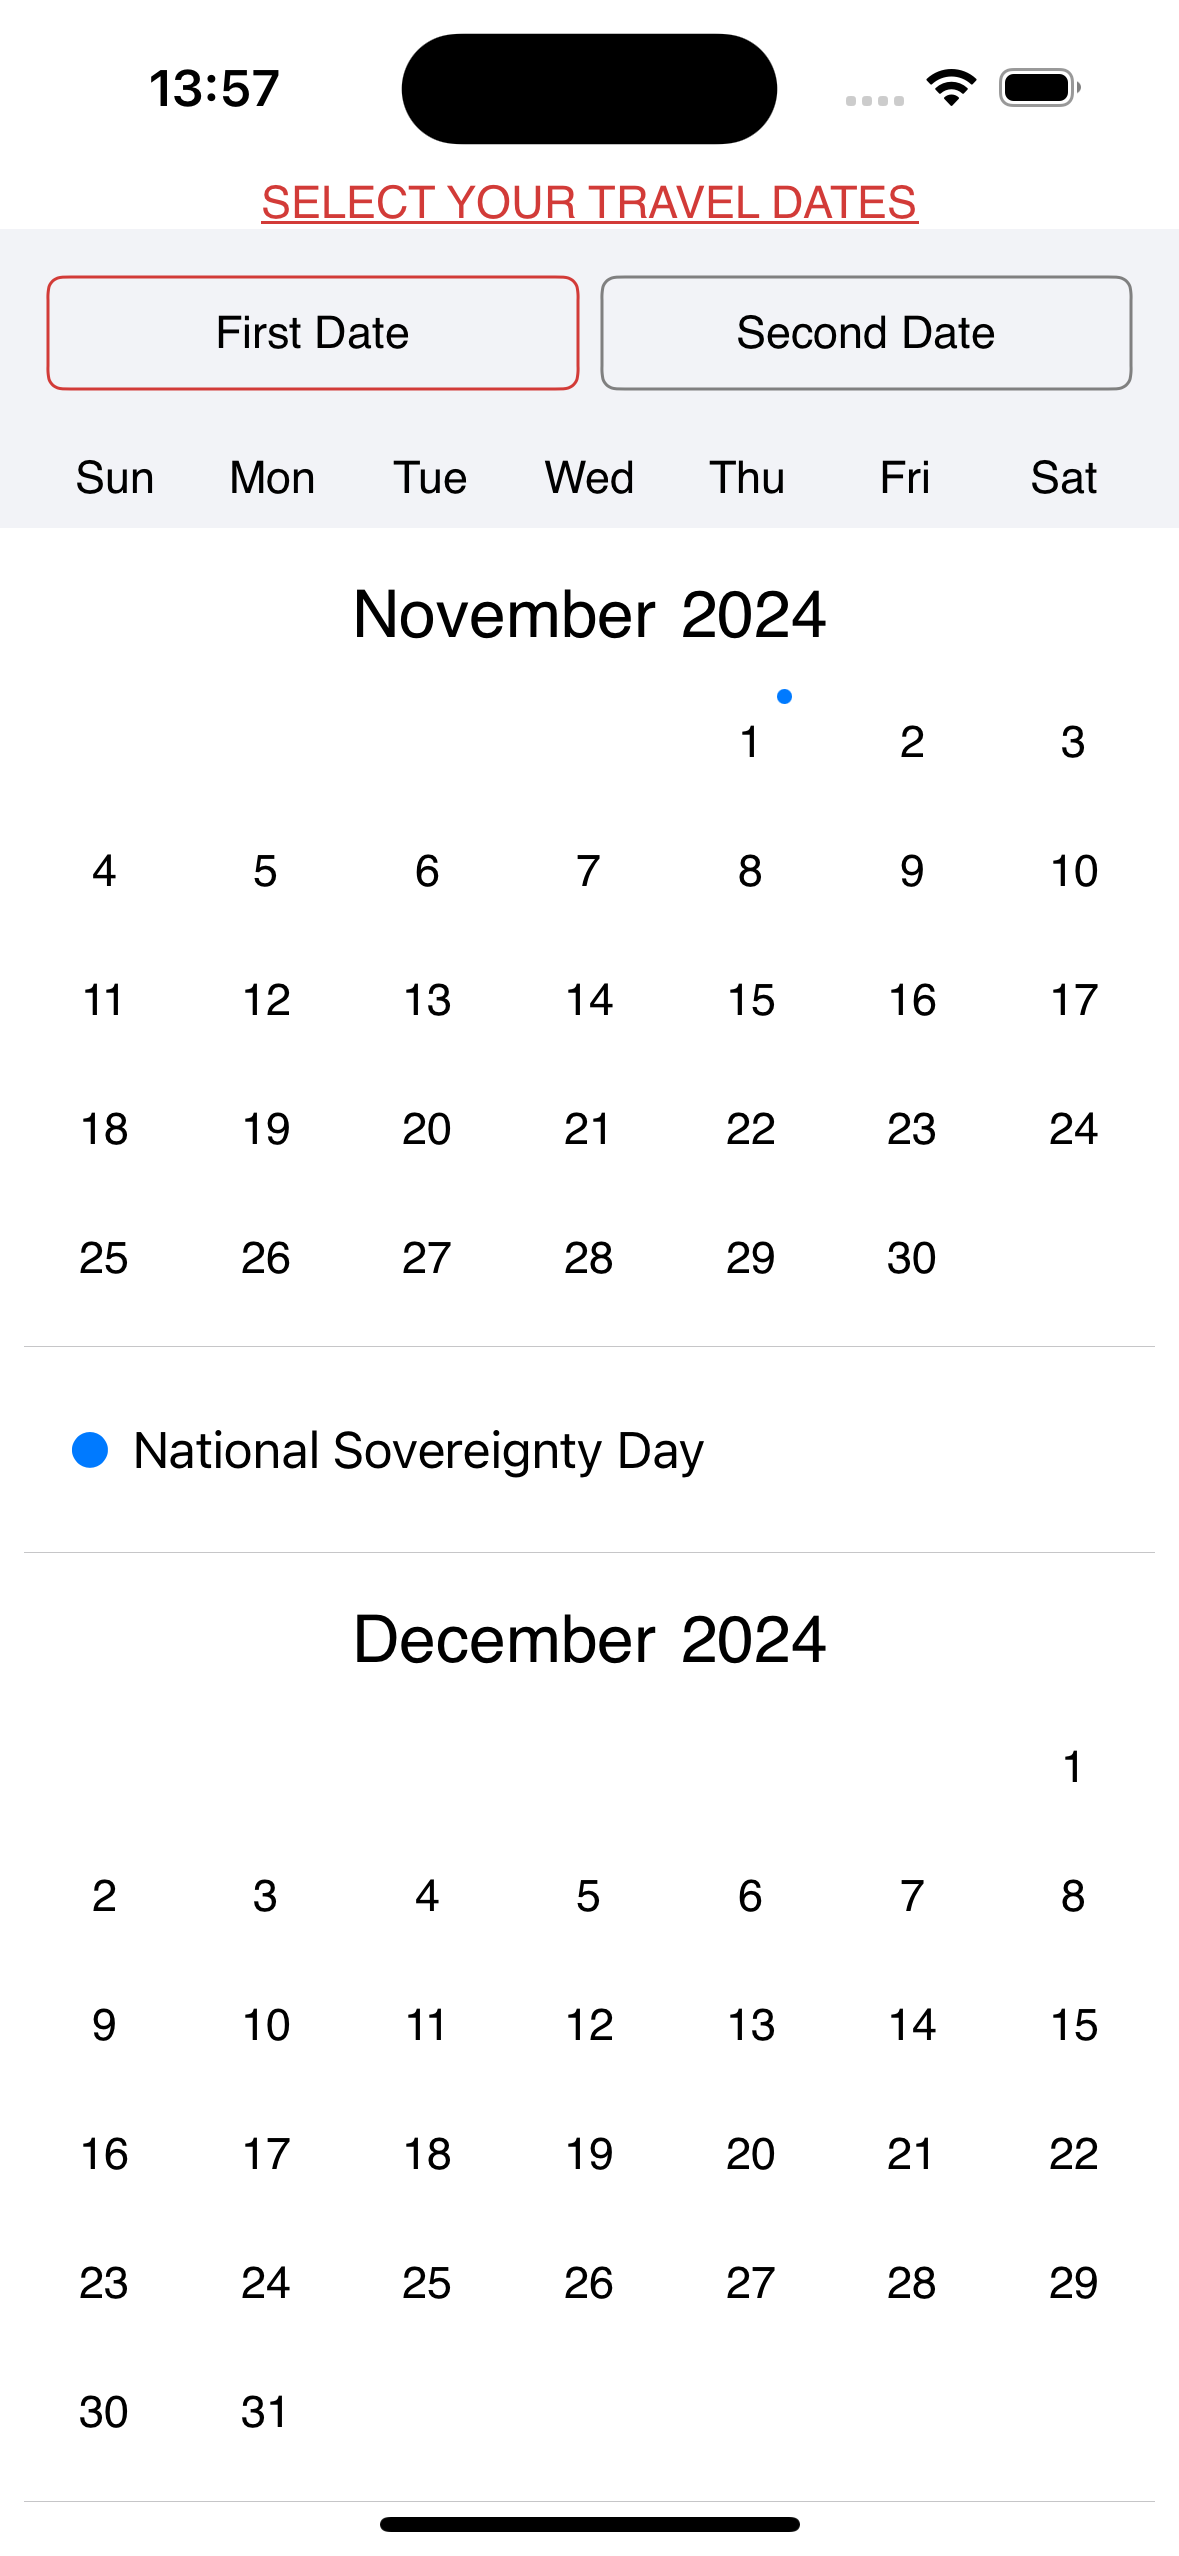 13:57
SELECT YOUR TRAVEL DATES
First Date Second Date
Sun Mon Tue Wed Thu Fri Sat
November 2024
1 2 3
4 5 6 7 8 9 10
11 12 13 14 15 16 17
18 19 20 21 22 23 24
25 26 27 28 29 30
National Sovereignty Day
December 2024
1
2 3 4 5 6 7 8
9 10 11 12 13 14 15
16 17 18 19 20 21 22
23 24 25 26 27 28 29
30 31